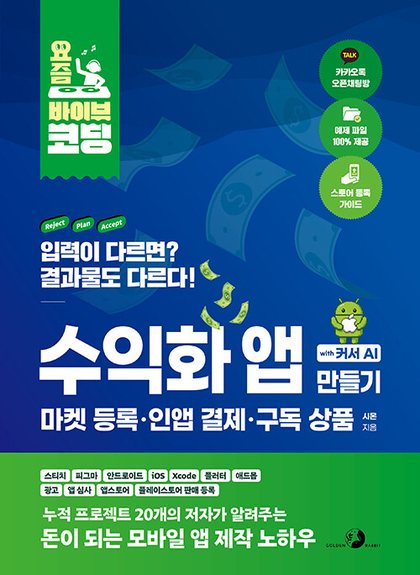 요즘
바이브
코딩
TALK
카카오톡
오픈채팅방
예제 파일
100% 제공
스토어 등록
가이드
Reject
Plan
Accept
입력이 다르면?
결과물도 다르다!
수익화 앱
with 커서 AI
만들기
마켓 등록·인앱 결제·구독 상품
시온
지음
스티치 피그마 안드로이드 iOS Xcode 플러터 애드몹
광고 앱 심사 앱스토어 플레이스토어 판매 등록
누적 프로젝트 20개의 저자가 알려주는
돈이 되는 모바일 앱 제작 노하우
GOLDEN RABBIT